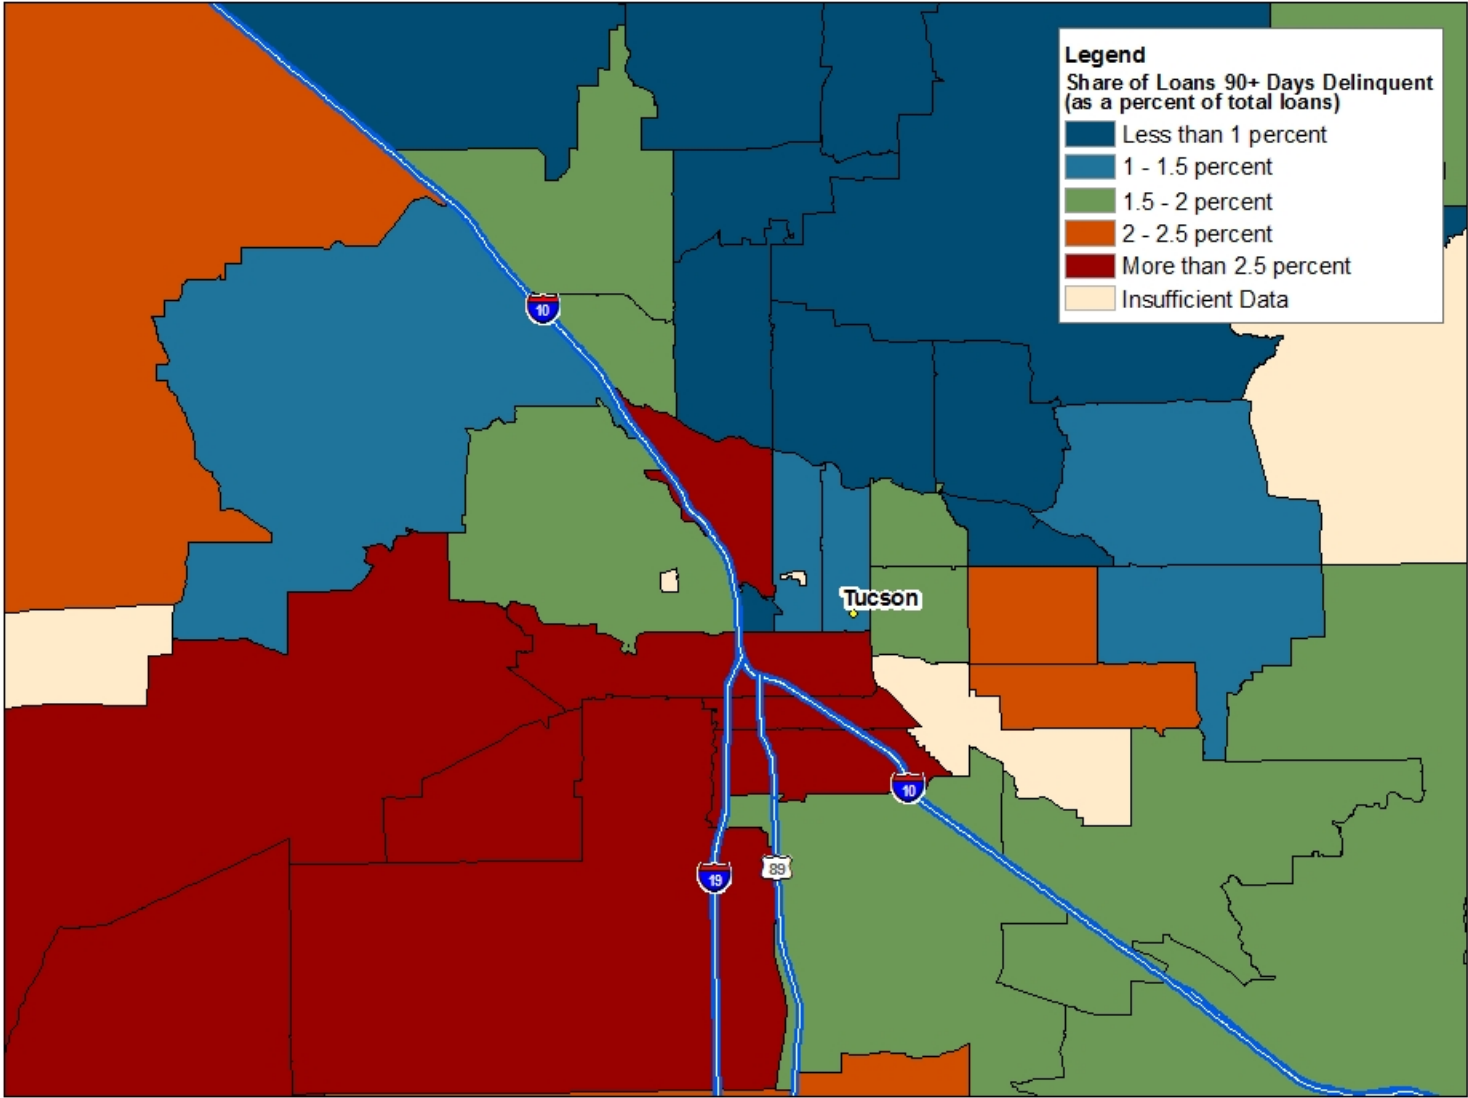 Legend
Share of Loans 90+ Days Delinquent
(as a percent of total loans)
Less than 1 percent
1 - 1.5 percent
1.5 - 2 percent
2 - 2.5 percent
More than 2.5 percent
Insufficient Data
10
Tucson
10
19
89